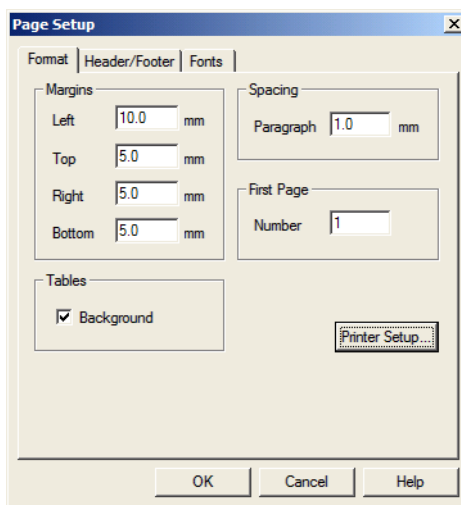 Page Setup
Format Header/Footer Fonts
Margins
Left 10.0 mm
Top 5.0 mm
Right 5.0 mm
Bottom 5.0 mm
Spacing
Paragraph 1.0 mm
First Page
Number 1
Tables
Background
Printer Setup...
OK Cancel Help